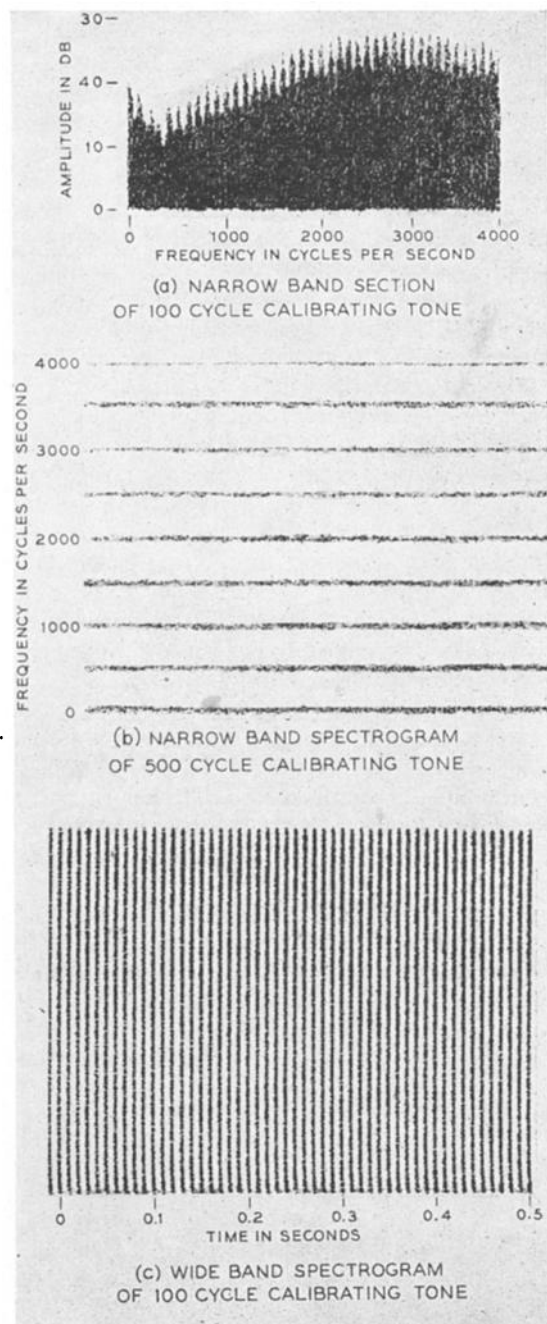 30
40
10
0
AMPLITUDE IN DB
0 1000 2000 3000 4000
FREQUENCY IN CYCLES PER SECOND
(a) NARROW BAND SECTION
OF 100 CYCLE CALIBRATING TONE
4000
3000
2000
1000
0
FREQUENCY IN CYCLES PER SECOND
(b) NARROW BAND SPECTROGRAM
OF 500 CYCLE CALIBRATING TONE
0 0.1 0.2 0.3 0.4 0.5
TIME IN SECONDS
(c) WIDE BAND SPECTROGRAM
OF 100 CYCLE CALIBRATING TONE